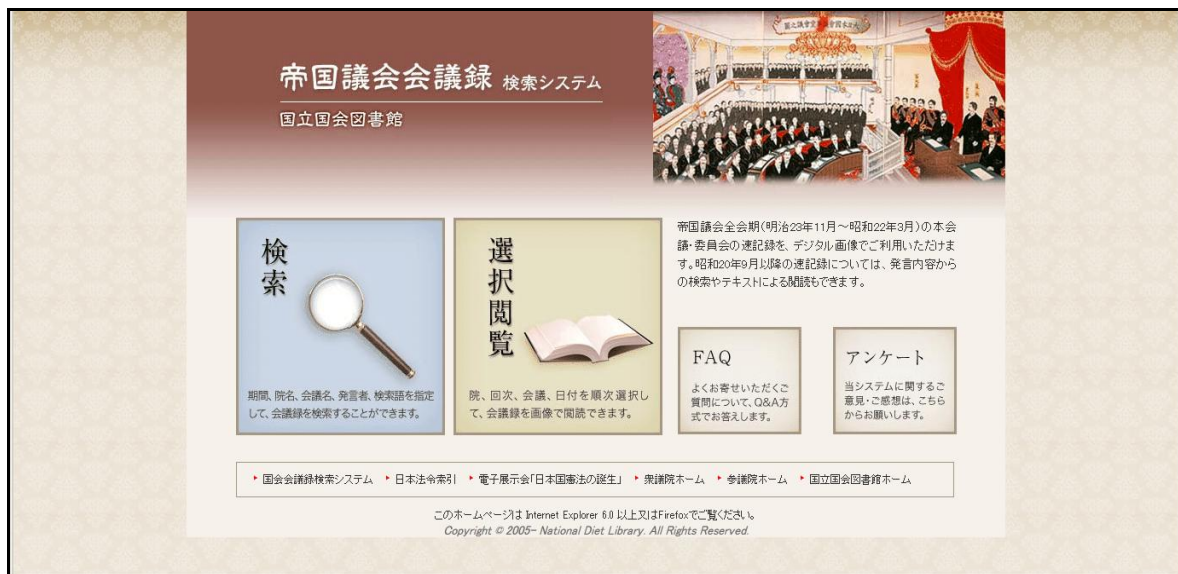 帝国議会会議録 検索システム
国立国会図書館
検索
期間、院名、会議名、発言者、検索語を指定
して、会議録を検索することができます。
選択閲覧
院、回次、会議、日付を順次選択し
て、会議録を画像で閲読できます。
帝国議会全会期(明治23年11月～昭和22年3月)の本会
議・委員会の速記録を、デジタル画像でご利用いただけま
す。昭和20年9月以降の速記録については、発言内容から
の検索やテキストによる閲読もできます。
FAQ
よくお寄せいただくご
質問について、Q&A方
式でお答えします。
アンケート
当システムに関するご
意見・ご感想は、こちら
からお願いします。
国会会議録検索システム 日本法令索引 電子展示会「日本国憲法の誕生」 衆議院ホーム 参議院ホーム 国立国会図書館ホーム
このホームページは Internet Explorer 6.0 以上又はFirefoxでご覧ください。
Copyright © 2005- National Diet Library. All Rights Reserved.